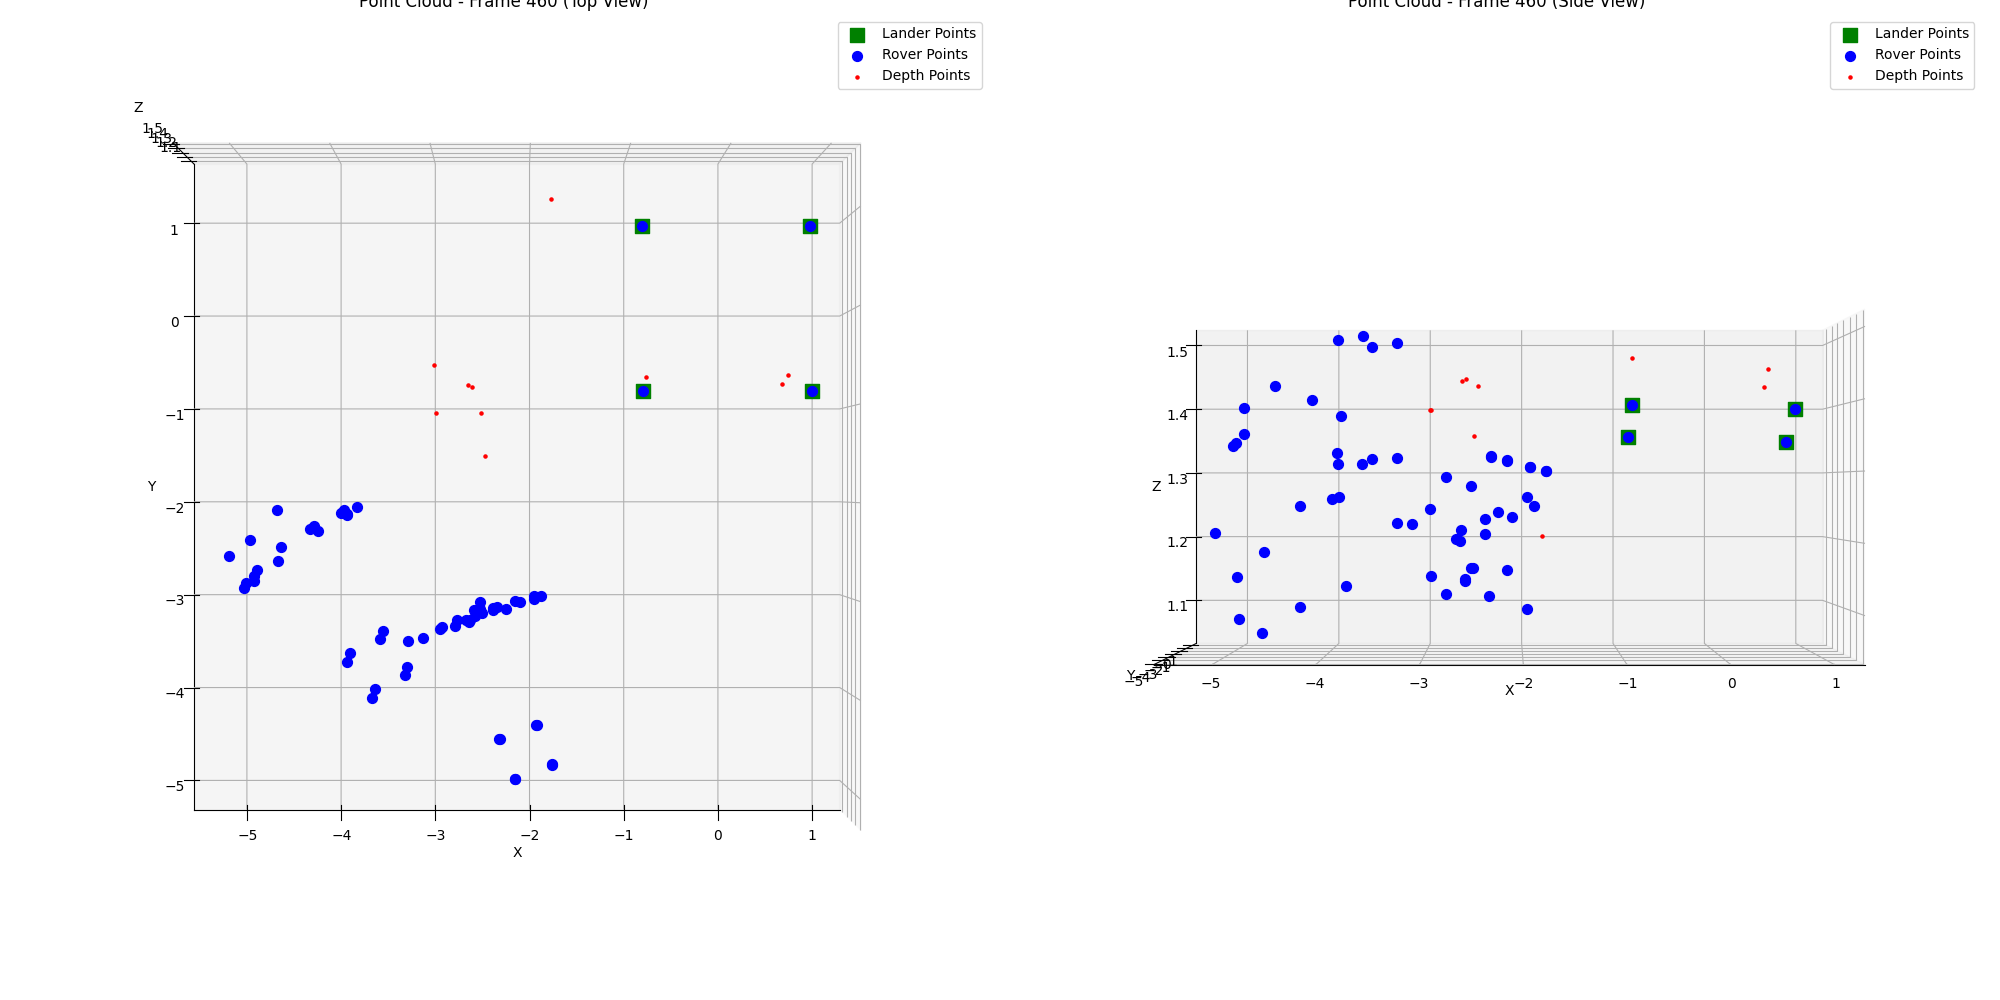 Point Cloud - Frame 460 (Top View)
Lander Points
Rover Points
Depth Points
Z
1.5
1
0
−1
−2
−3
−4
−5
Y
−5
−4
−3
−2
−1
0
1
X
Point Cloud - Frame 460 (Side View)
Lander Points
Rover Points
Depth Points
1.5
1.4
1.3
1.2
1.1
Z
Y
−5
−4
−3
−2
−1
0
1
X